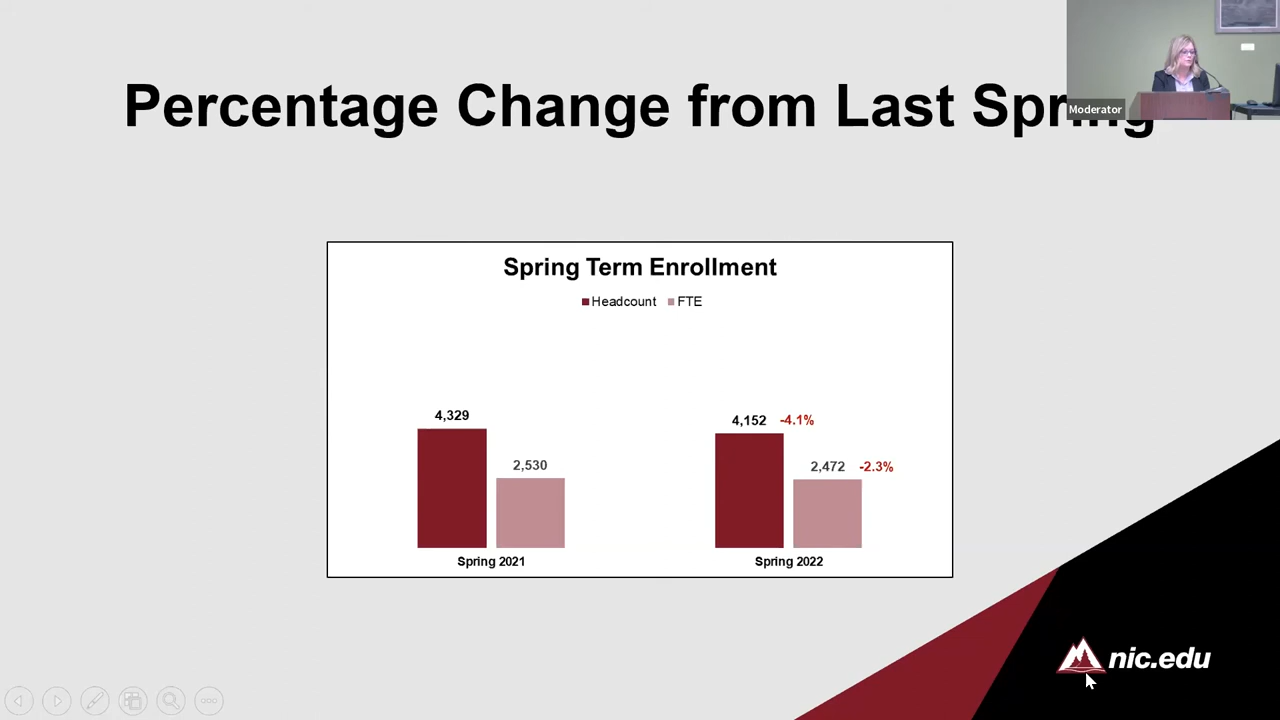 Percentage Change from Last Spring
Moderator
Spring Term Enrollment
Headcount FTE
4,329
2,530
4,152 -4.1%
2,472 -2.3%
Spring 2021 Spring 2022
nic.edu